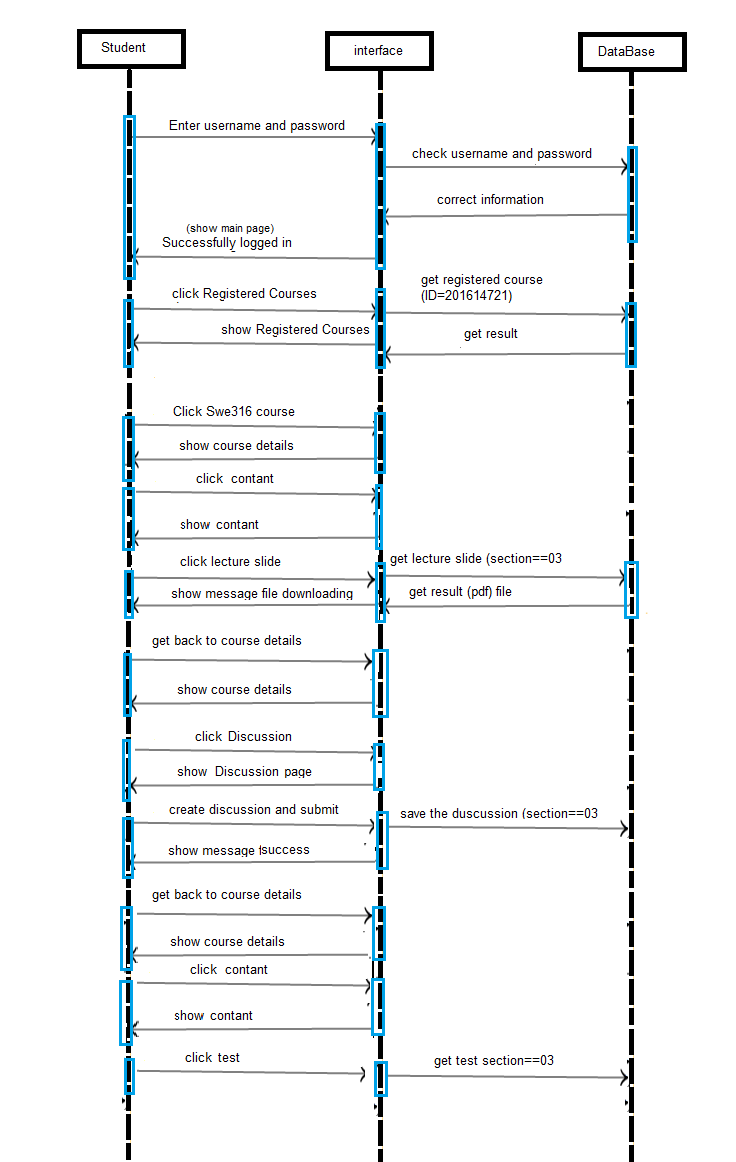 Student
interface
DataBase
Enter username and password
check username and password
correct information
(show main page)
Successfully logged in
click Registered Courses
get registered course
(ID=201614721)
show Registered Courses
get result
Click Swe316 course
show course details
click contant
show contant
click lecture slide
get lecture slide (section==03
show message file downloading
get result (pdf) file
get back to course details
show course details
click Discussion
show Discussion page
create discussion and submit
save the duscussion (section==03
show message success
get back to course details
show course details
click contant
show contant
click test
get test section==03